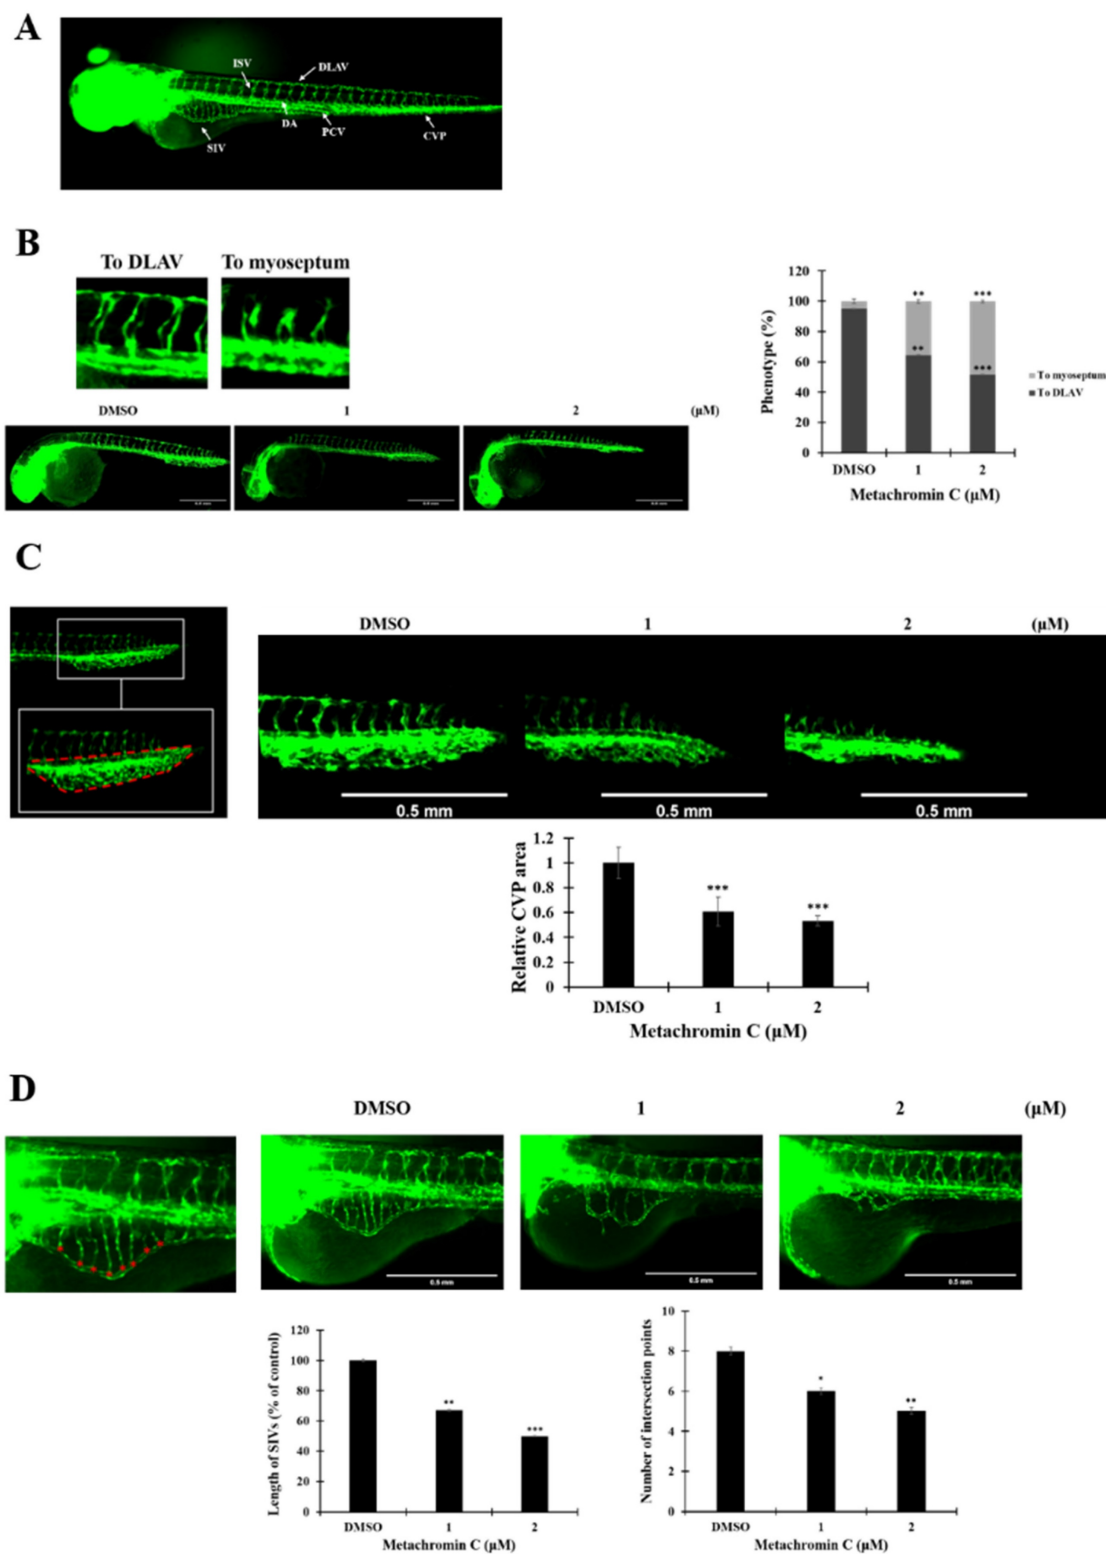 A
ISV
DLAV
DA
PCV
CVP
SIV
B
To DLAV
To myoseptum
DMSO
1
2
(μM)
120
100
80
60
40
20
0
Phenotype (%)
**
***
**
***
To myoseptum
To DLAV
DMSO
1
2
Metachromin C (μM)
C
DMSO
1
2
(μM)
0.5 mm
0.5 mm
0.5 mm
1.2
1
0.8
0.6
0.4
0.2
0
Relative CVP area
***
***
DMSO
1
2
Metachromin C (μM)
D
DMSO
1
2
(μM)
0.5 mm
0.5 mm
0.5 mm
120
100
80
60
40
20
0
Length of SIVs (% of control)
**
***
DMSO
1
2
Metachromin C (μM)
10
8
6
4
2
0
Number of intersection points
*
**
DMSO
1
2
Metachromin C (μM)